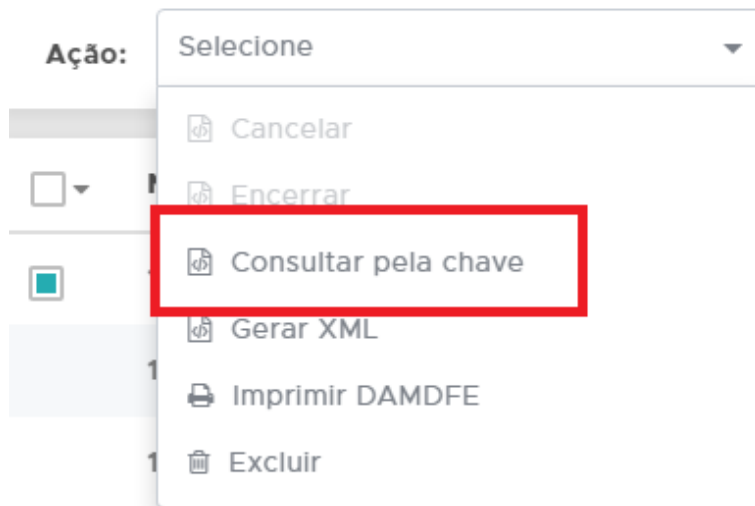 Ação:
Selecione
Cancelar
Encerrar
Consultar pela chave
Gerar XML
Imprimir DAMDFE
Excluir